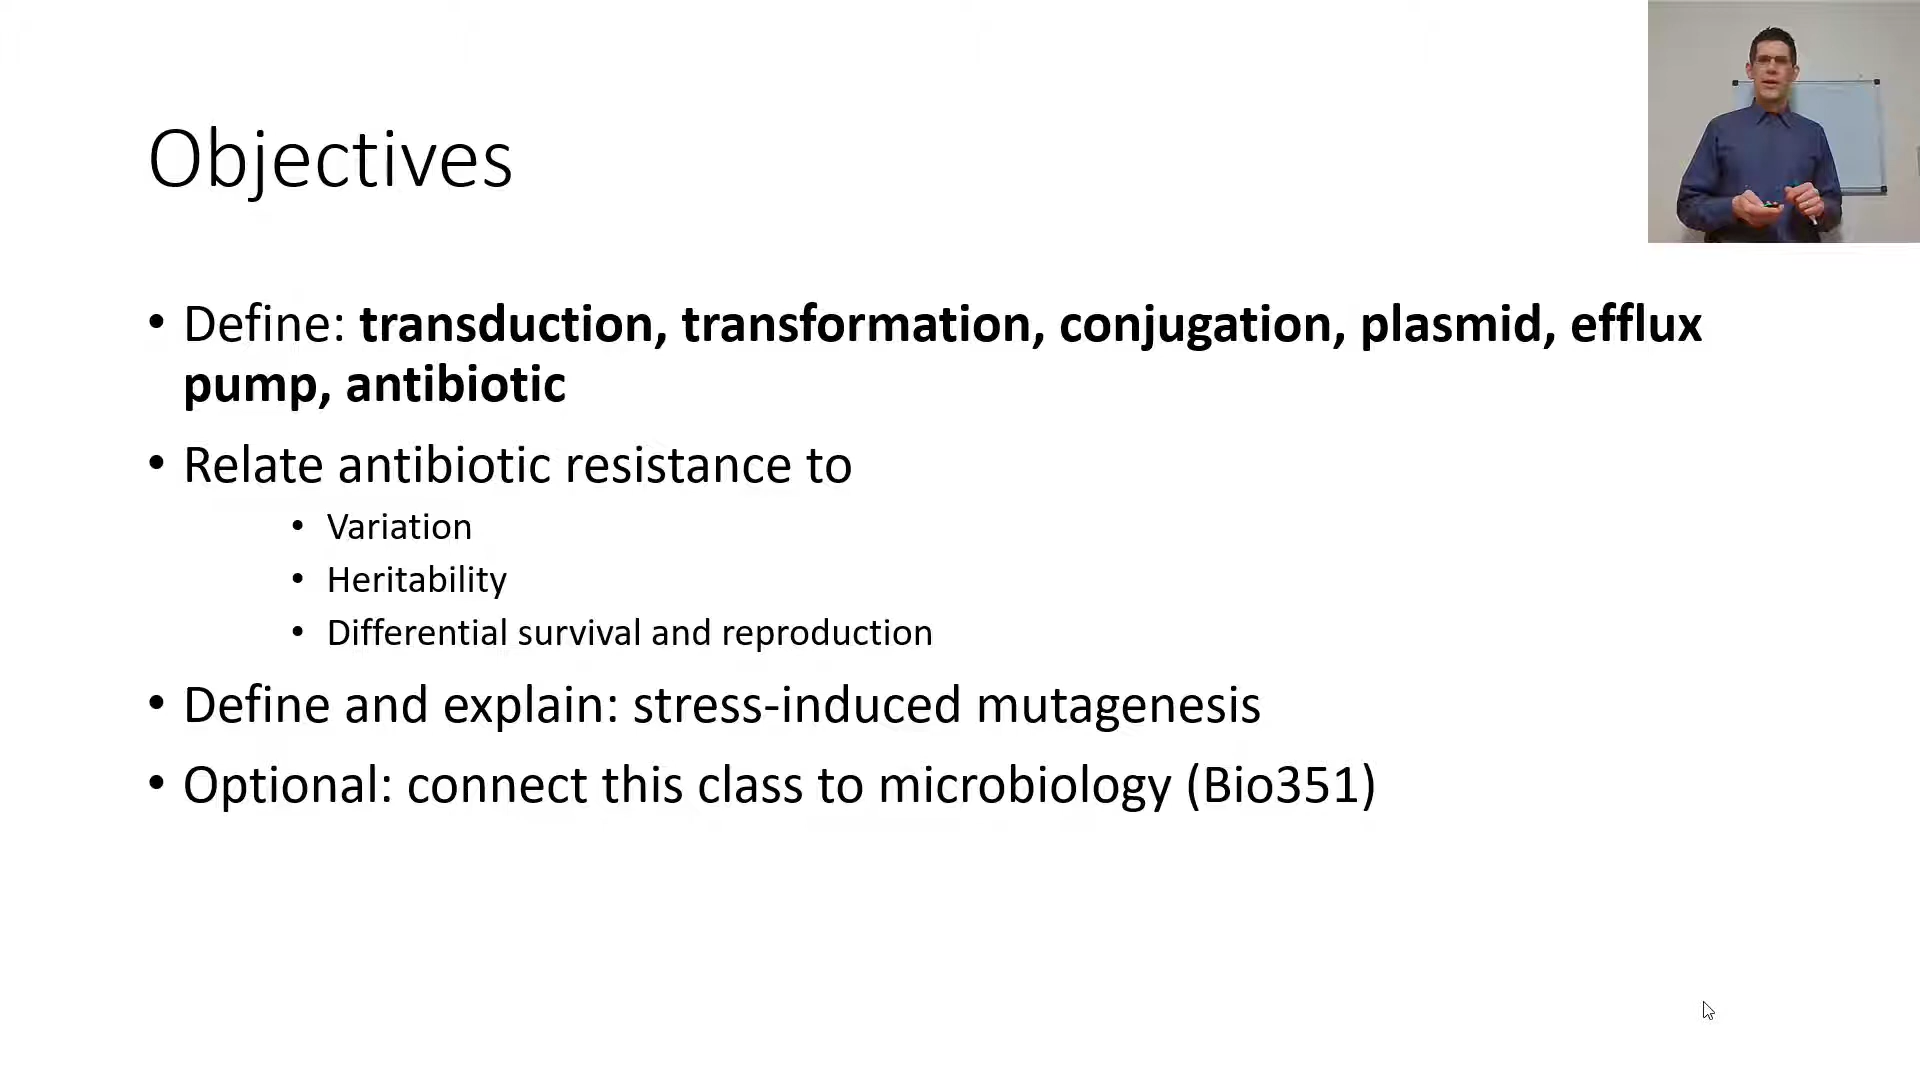 Objectives
• Define: transduction, transformation, conjugation, plasmid, efflux
pump, antibiotic
• Relate antibiotic resistance to
• Variation
• Heritability
• Differential survival and reproduction
• Define and explain: stress-induced mutagenesis
• Optional: connect this class to microbiology (Bio351)